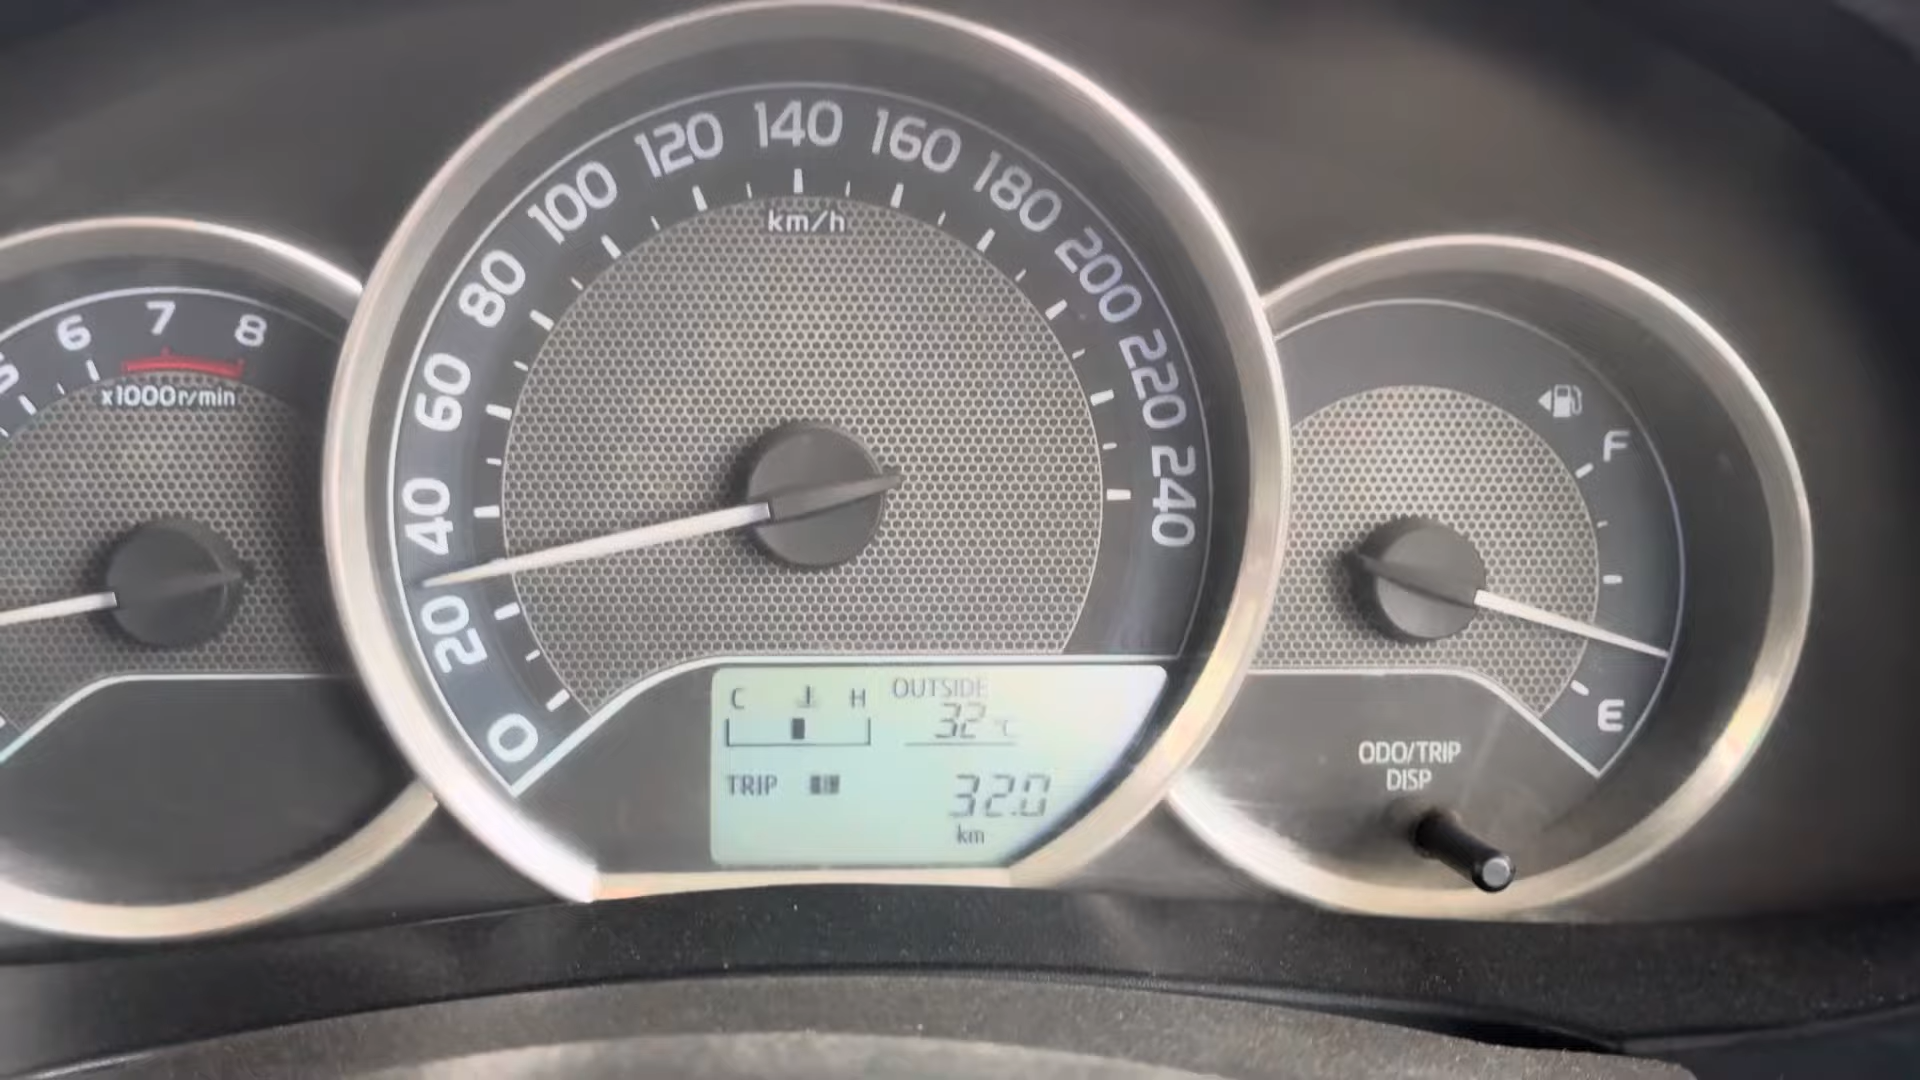 6 7 8
x1000r/min
0 20 40 60 80 100 120 140 160 180 200 220 240
km/h
C H OUTSIDE
32°C
TRIP
32.0
km
F
E
ODO/TRIP
DISP